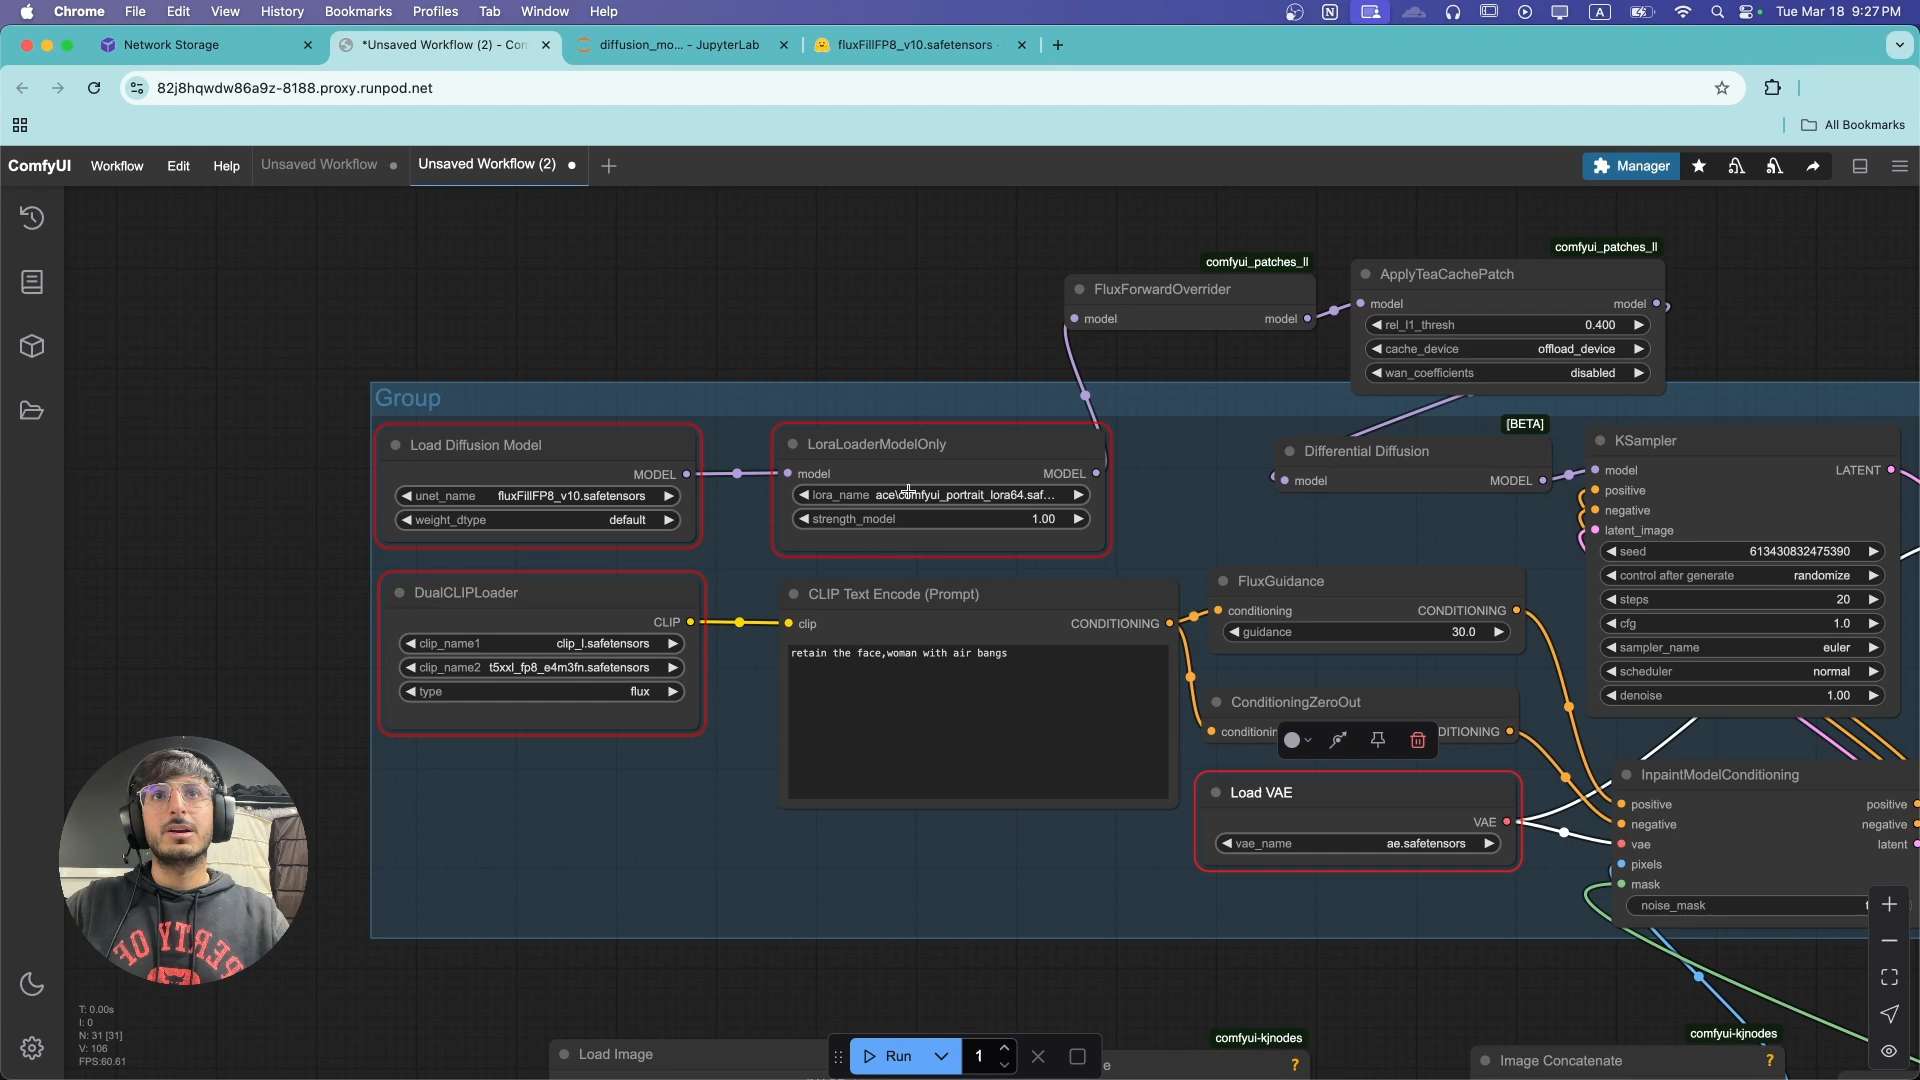 Chrome File Edit View History Bookmarks Profiles Tab Window Help
A
Tue Mar 18 9:27 PM
Network Storage
*Unsaved Workflow (2) - Con
diffusion_mo... - JupyterLab
fluxFillFP8_v10.safetensors
82j8hqwdw86a9z-8188.proxy.runpod.net
All Bookmarks
ComfyUI Workflow Edit Help Unsaved Workflow Unsaved Workflow (2)
Manager
comfyui_patches_ll
comfyui_patches_ll
FluxForwardOverrider
model model
ApplyTeaCachePatch
model model
rel_l1_thresh 0.400
cache_device offload_device
wan_coefficients disabled
Group
Load Diffusion Model
MODEL
unet_name fluxFillFP8_v10.safetensors
weight_dtype default
LoraLoaderModelOnly
model MODEL
lora_name ace\comfyui_portrait_lora64.saf...
strength_model 1.00
[BETA]
Differential Diffusion
model MODEL
KSampler
model LATENT
positive
negative
latent_image
seed 613430832475390
control after generate randomize
steps 20
cfg 1.0
sampler_name euler
scheduler normal
denoise 1.00
DualCLIPLoader
CLIP
clip_name1 clip_l.safetensors
clip_name2 t5xxl_fp8_e4m3fn.safetensors
type flux
CLIP Text Encode (Prompt)
clip CONDITIONING
retain the face,woman with air bangs
FluxGuidance
conditioning CONDITIONING
guidance 30.0
ConditioningZeroOut
conditionin DITIONING
Load VAE
VAE
vae_name ae.safetensors
InpaintModelConditioning
positive positive
negative negative
vae latent
pixels
mask
noise_mask
T: 0.00s
I: 0
N: 31 [31]
V: 106
FPS:60.61
Load Image
Run 1
comfyui-kjnodes
e ?
comfyui-kjnodes
Image Concatenate ?